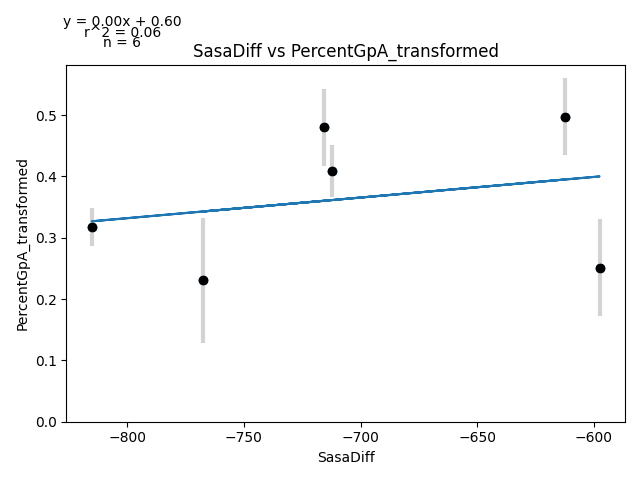 y = 0.00x + 0.60
r^2 = 0.06
n = 6
SasaDiff vs PercentGpA_transformed
0.5
0.4
0.3
0.2
0.1
0.0
PercentGpA_transformed
−800
−750
−700
−650
−600
SasaDiff